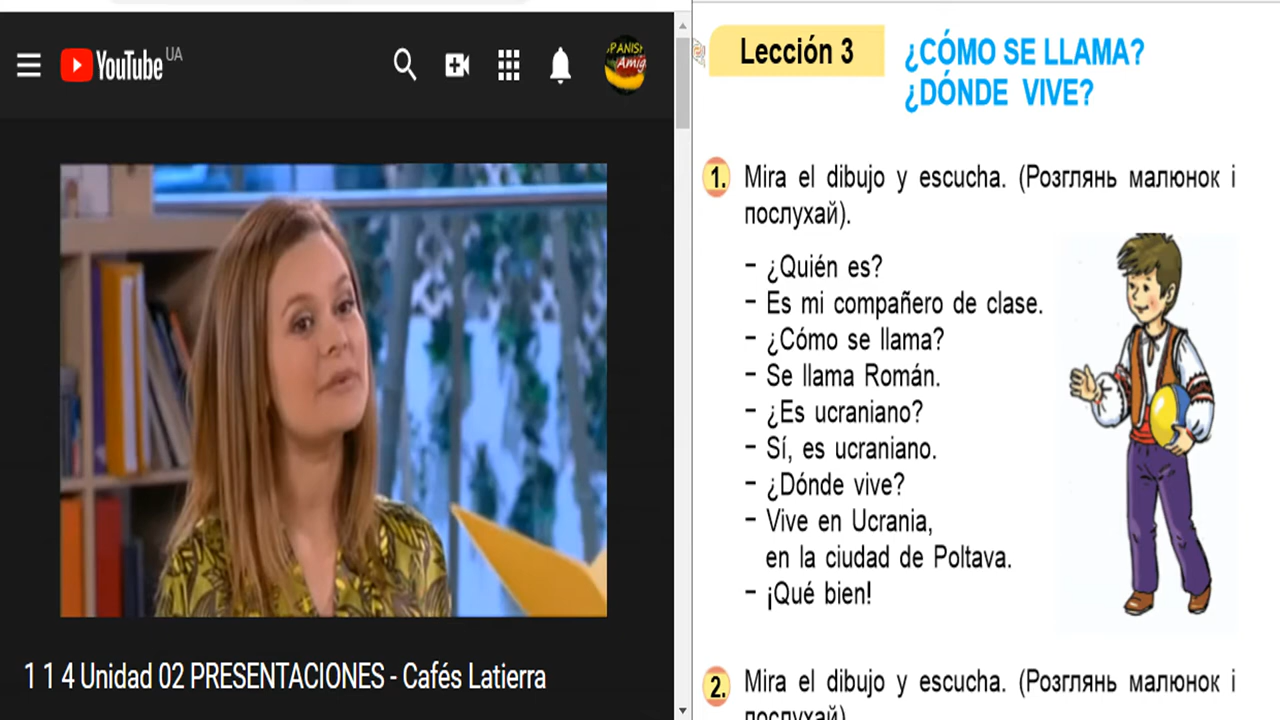 YouTube UA
SPANISH
Amig
1 1 4 Unidad 02 PRESENTACIONES - Cafés Latierra
Lección 3
¿CÓMO SE LLAMA?
¿DÓNDE VIVE?
1. Mira el dibujo y escucha. (Розглянь малюнок і
послухай).
– ¿Quién es?
– Es mi compañero de clase.
– ¿Cómo se llama?
– Se llama Román.
– ¿Es ucraniano?
– Sí, es ucraniano.
– ¿Dónde vive?
– Vive en Ucrania,
en la ciudad de Poltava.
– ¡Qué bien!
2. Mira el dibujo y escucha. (Розглянь малюнок і
послухай)